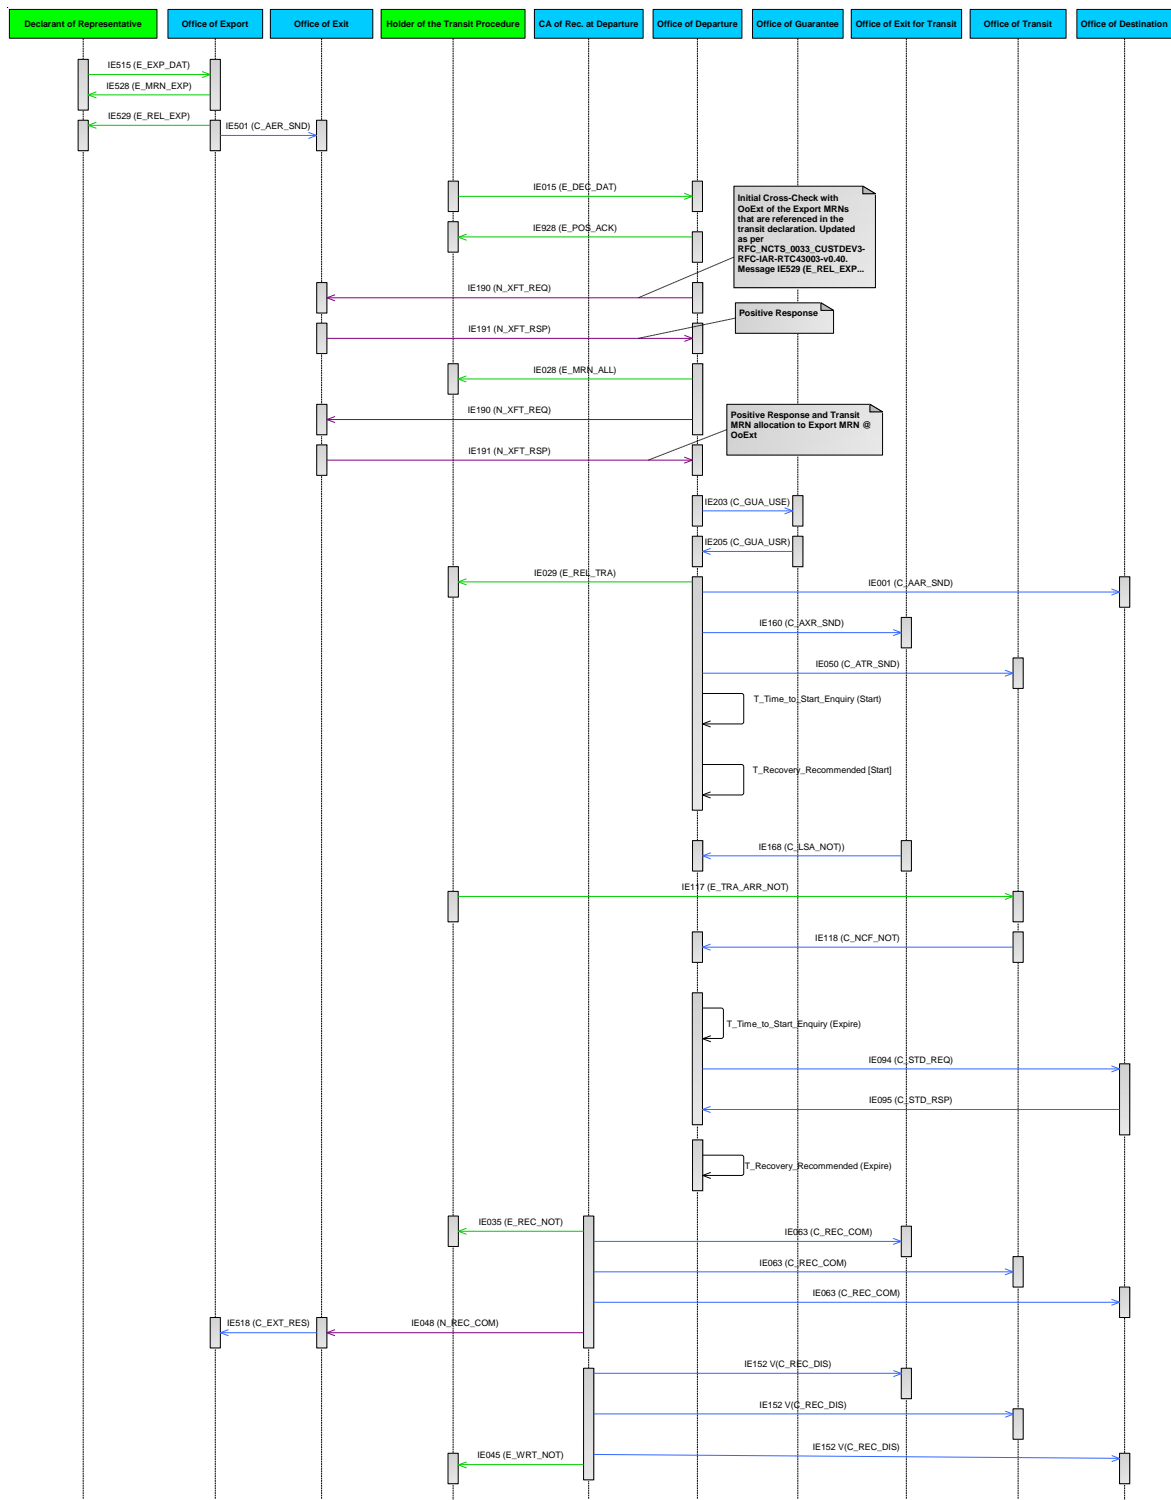 Declarant of Representative
Office of Export
Office of Exit
Holder of the Transit Procedure
CA of Rec. at Departure
Office of Departure
Office of Guarantee
Office of Exit for Transit
Office of Transit
Office of Destination
IE515 (E_EXP_DAT)
IE528 (E_MRN_EXP)
IE529 (E_REL_EXP)
IE501 (C_AER_SND)
IE015 (E_DEC_DAT)
Initial Cross-Check with
OoExt of the Export MRNs
that are referenced in the
transit declaration. Updated
as per
RFC_NCTS_0033_CUSTDEV3-
RFC-IAR-RTC43003-v0.40.
Message IE529 (E_REL_EXP...
IE928 (E_POS_ACK)
IE190 (N_XFT_REQ)
Positive Response
IE191 (N_XFT_RSP)
IE028 (E_MRN_ALL)
IE190 (N_XFT_REQ)
Positive Response and Transit
MRN allocation to Export MRN @
OoExt
IE191 (N_XFT_RSP)
IE203 (C_GUA_USE)
IE205 (C_GUA_USR)
IE029 (E_REL_TRA)
IE001 (C_AAR_SND)
IE160 (C_AXR_SND)
IE050 (C_ATR_SND)
T_Time_to_Start_Enquiry (Start)
T_Recovery_Recommended [Start]
IE168 (C_LSA_NOT))
IE117 (E_TRA_ARR_NOT)
IE118 (C_NCF_NOT)
T_Time_to_Start_Enquiry (Expire)
IE094 (C_STD_REQ)
IE095 (C_STD_RSP)
T_Recovery_Recommended (Expire)
IE035 (E_REC_NOT)
IE063 (C_REC_COM)
IE063 (C_REC_COM)
IE063 (C_REC_COM)
IE518 (C_EXT_RES)
IE048 (N_REC_COM)
IE152 V(C_REC_DIS)
IE152 V(C_REC_DIS)
IE152 V(C_REC_DIS)
IE045 (E_WRT_NOT)